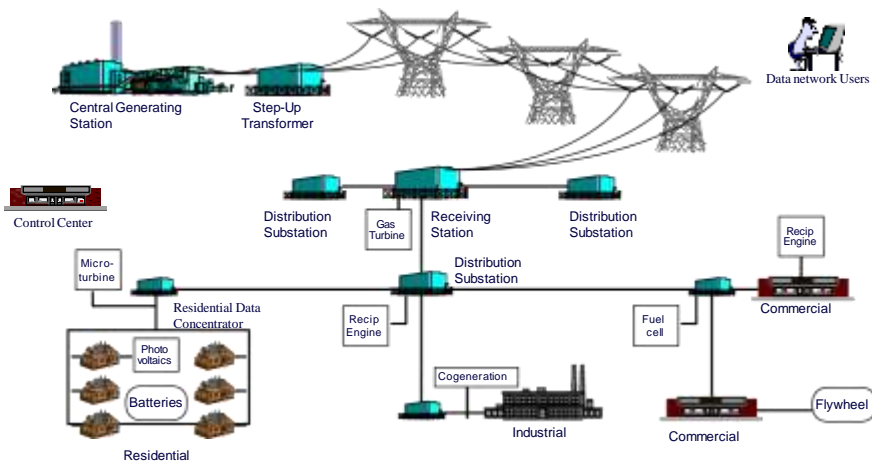 Data network Users
Central Generating
Station
Step-Up
Transformer
Control Center
Distribution
Substation
Gas
Turbine
Receiving
Station
Distribution
Substation
Recip
Engine
Micro-
turbine
Distribution
Substation
Residential Data
Concentrator
Recip
Engine
Fuel
cell
Commercial
Photo
voltaics
Batteries
Cogeneration
Flywheel
Industrial
Commercial
Residential